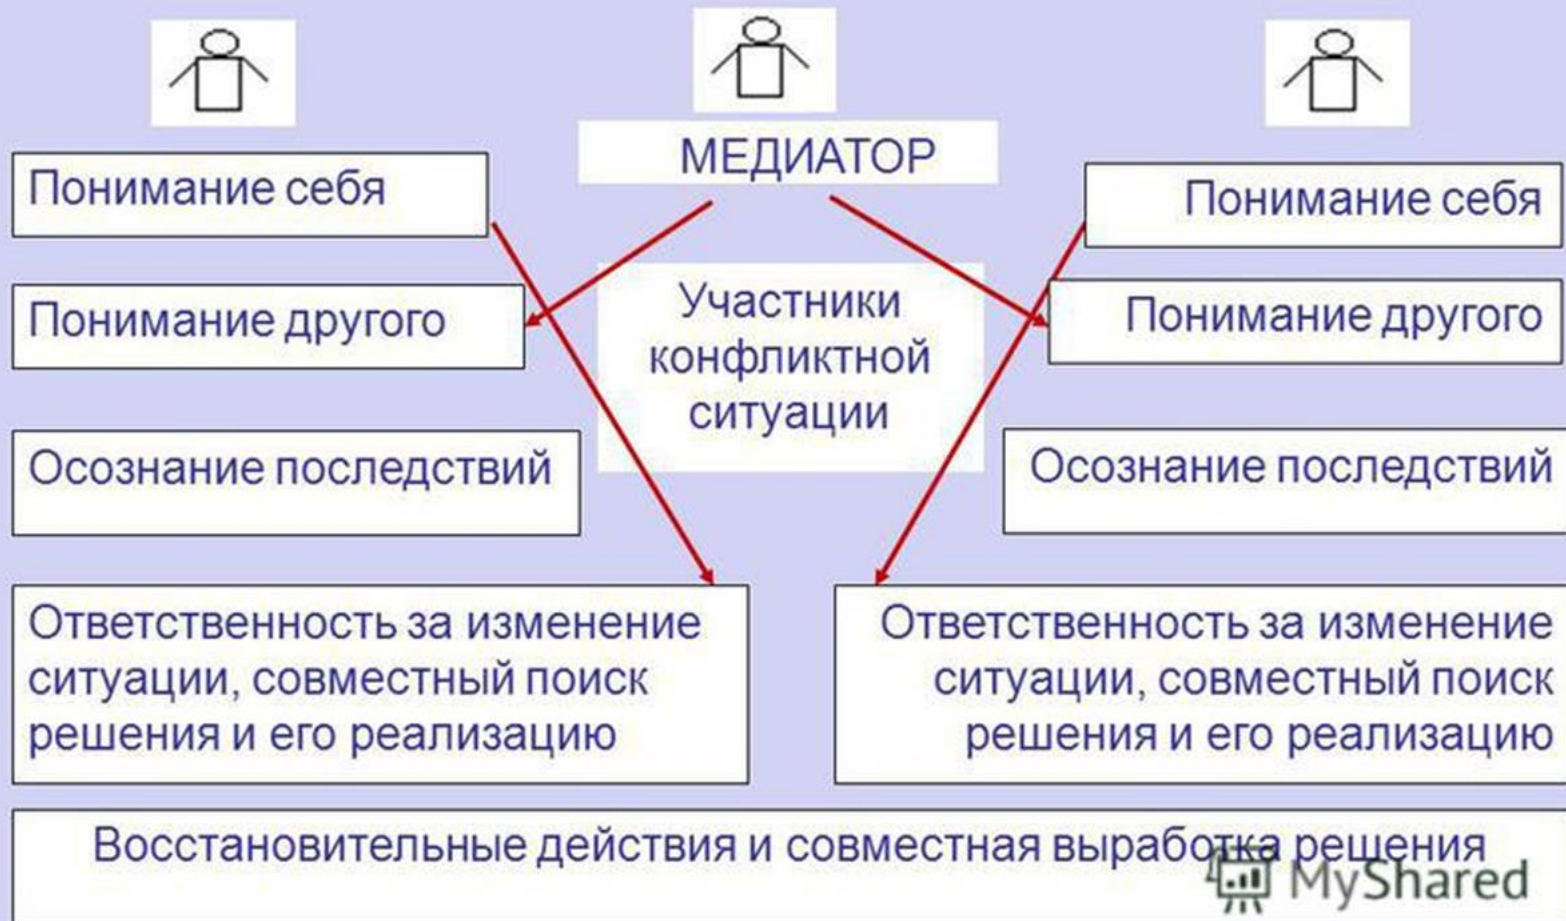 МЕДИАТОР
Понимание себя
Понимание себя
Понимание другого
Участники
конфликтной
ситуации
Понимание другого
Осознание последствий
Осознание последствий
Ответственность за изменение
ситуации, совместный поиск
решения и его реализацию
Ответственность за изменение
ситуации, совместный поиск
решения и его реализацию
Восстановительные действия и совместная выработка решения
MyShared